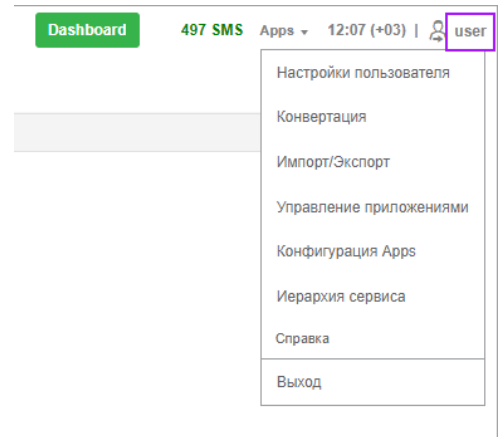 Dashboard 497 SMS Apps 12:07 (+03) | user
Настройки пользователя
Конвертация
Импорт/Экспорт
Управление приложениями
Конфигурация Apps
Иерархия сервиса
Справка
Выход